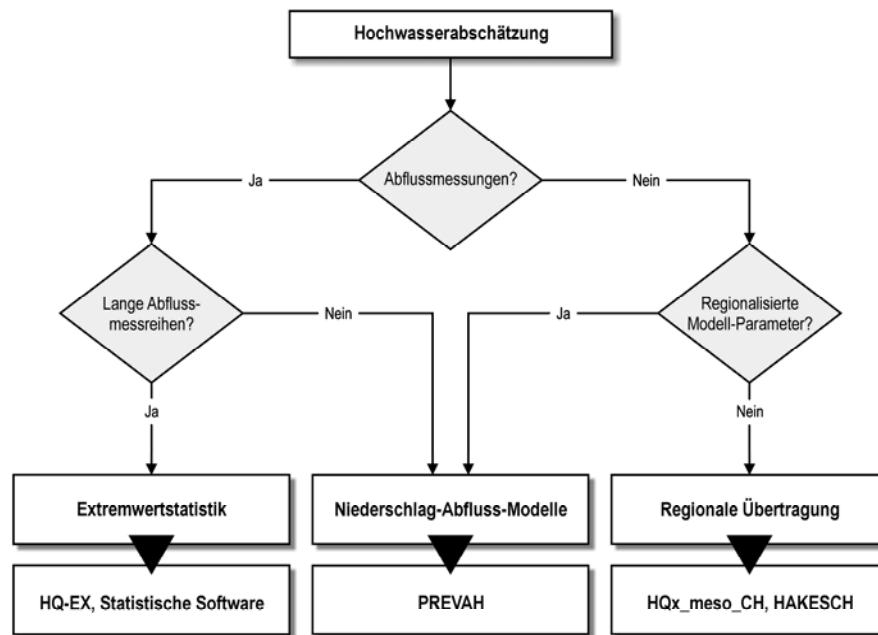 Hochwasserabschätzung
Abflussmessungen?
Ja
Nein
Lange Abfluss-
messreihen?
Nein
Ja
Regionalisierte
Modell-Parameter?
Ja
Nein
Extremwertstatistik
Niederschlag-Abfluss-Modelle
Regionale Übertragung
HQ-EX, Statistische Software
PREVAH
HQx_meso_CH, HAKESCH